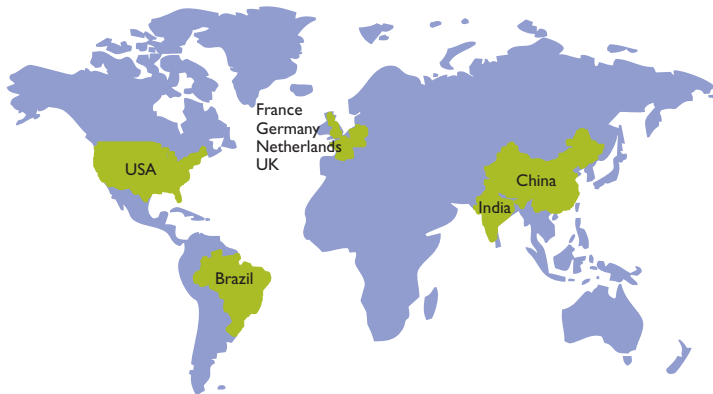 France
Germany
Netherlands
UK
USA
China
India
Brazil